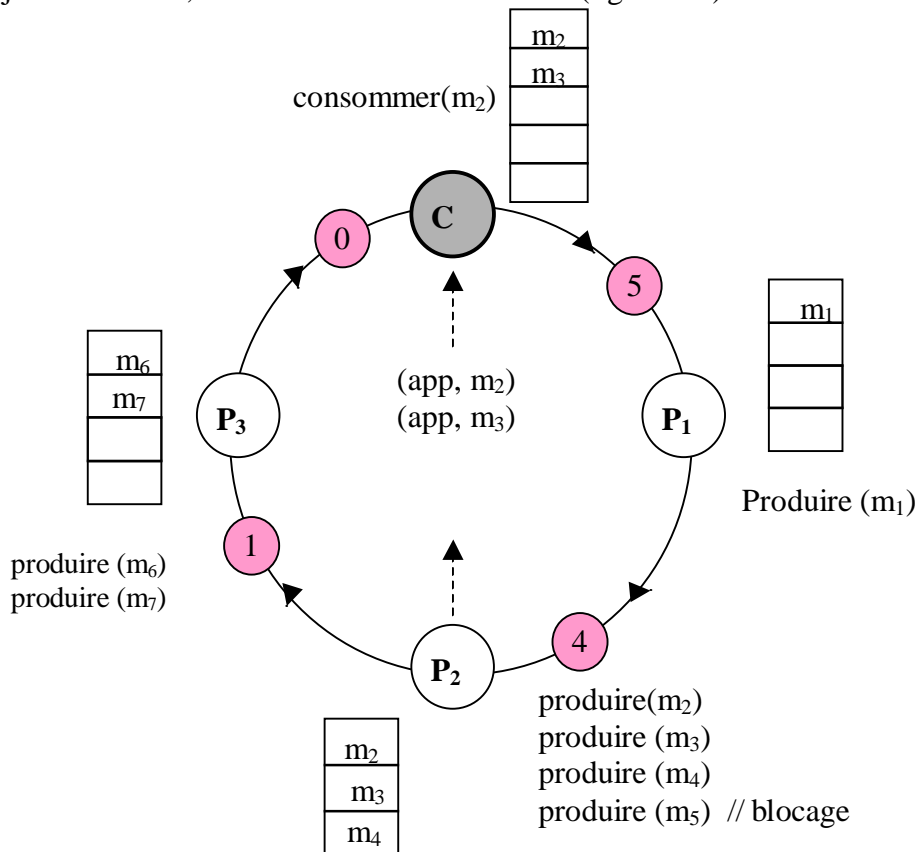 m₂
m₃
consommer(m₂)
C
0
5
m₁
m₆
m₇
(app, m₂)
(app, m₃)
P₃
P₁
Produire (m₁)
1
produire (m₆)
produire (m₇)
4
P₂
produire(m₂)
produire (m₃)
produire (m₄)
produire (m₅) // blocage
m₂
m₃
m₄